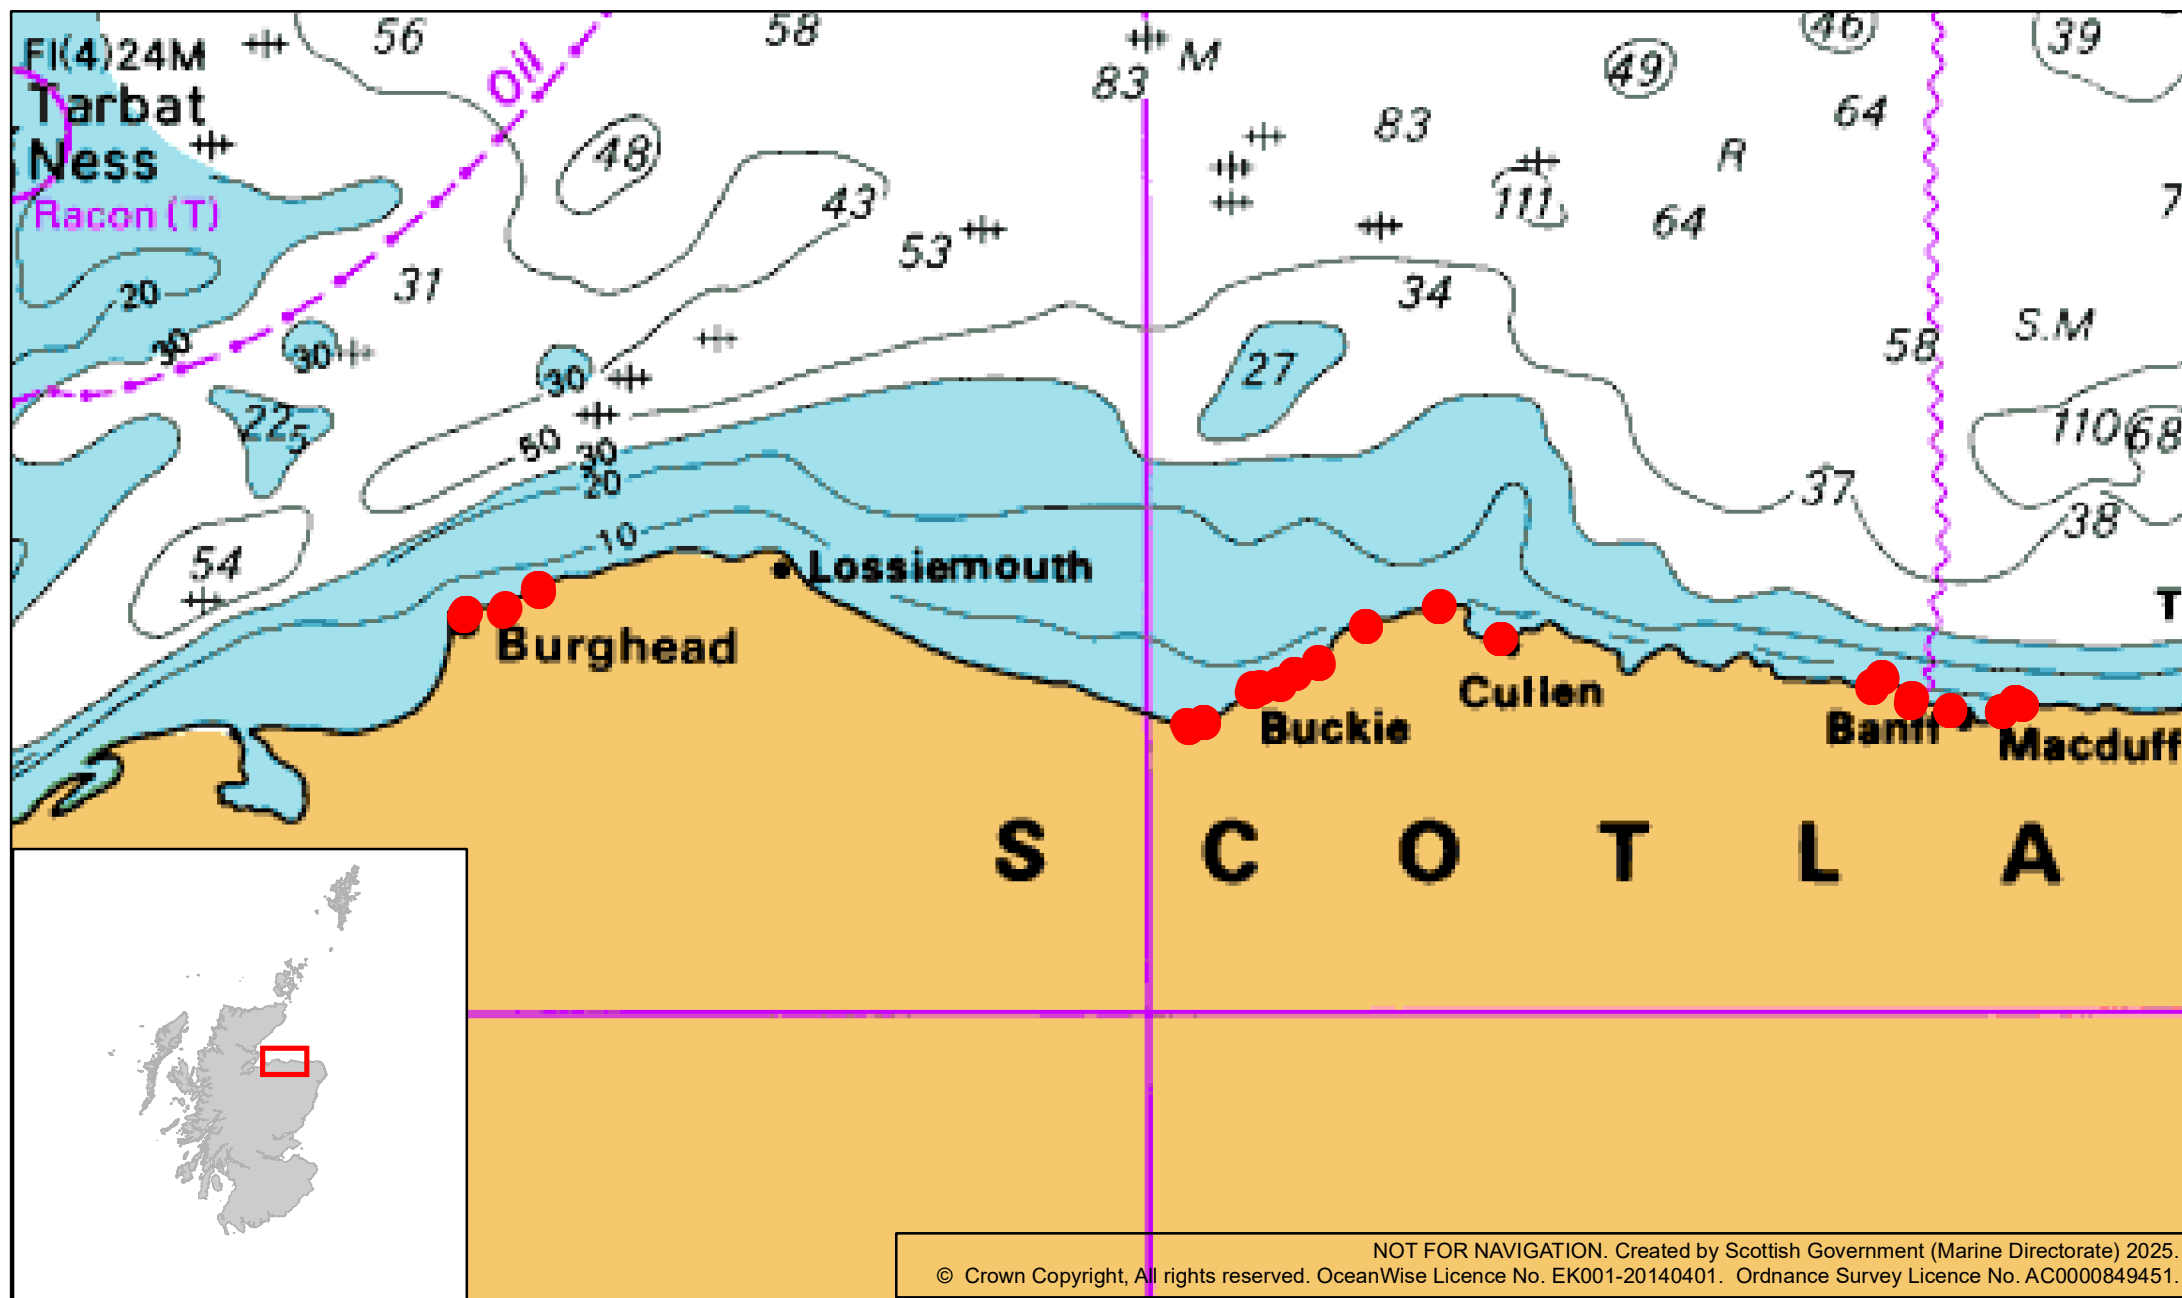 56
58
46
39
Fl(4)24M
Oil
M
49
83
Tarbat
64
83
48
R
Ness
43
111
7
Racon (T)
64
53
31
34
20
58
S.M
30
30
27
30
22₅
110
68
50
30
20
37
38
10
54
Lossiemouth
T
Burghead
Cullen
Buckie
Banff
Macduff
S C O T L A
NOT FOR NAVIGATION. Created by Scottish Government (Marine Directorate) 2025.
© Crown Copyright, All rights reserved. OceanWise Licence No. EK001-20140401. Ordnance Survey Licence No. AC0000849451.